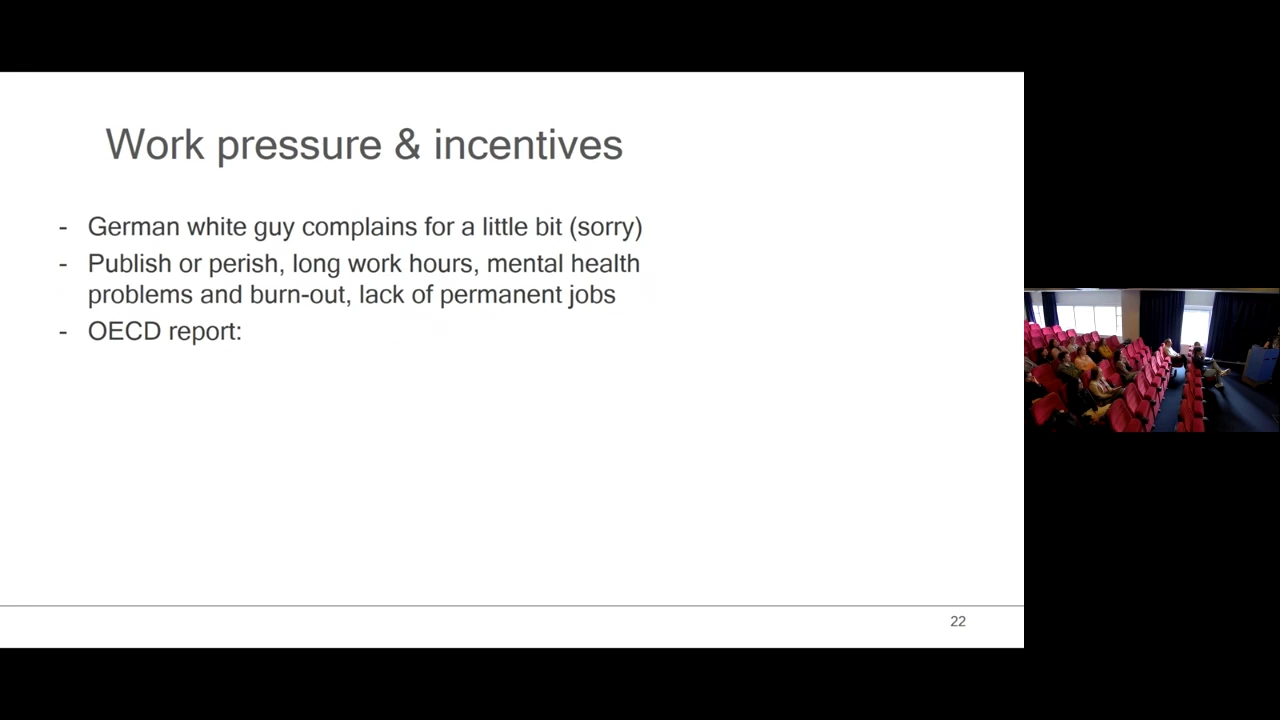 Work pressure & incentives
- German white guy complains for a little bit (sorry)
- Publish or perish, long work hours, mental health
problems and burn-out, lack of permanent jobs
- OECD report:
22